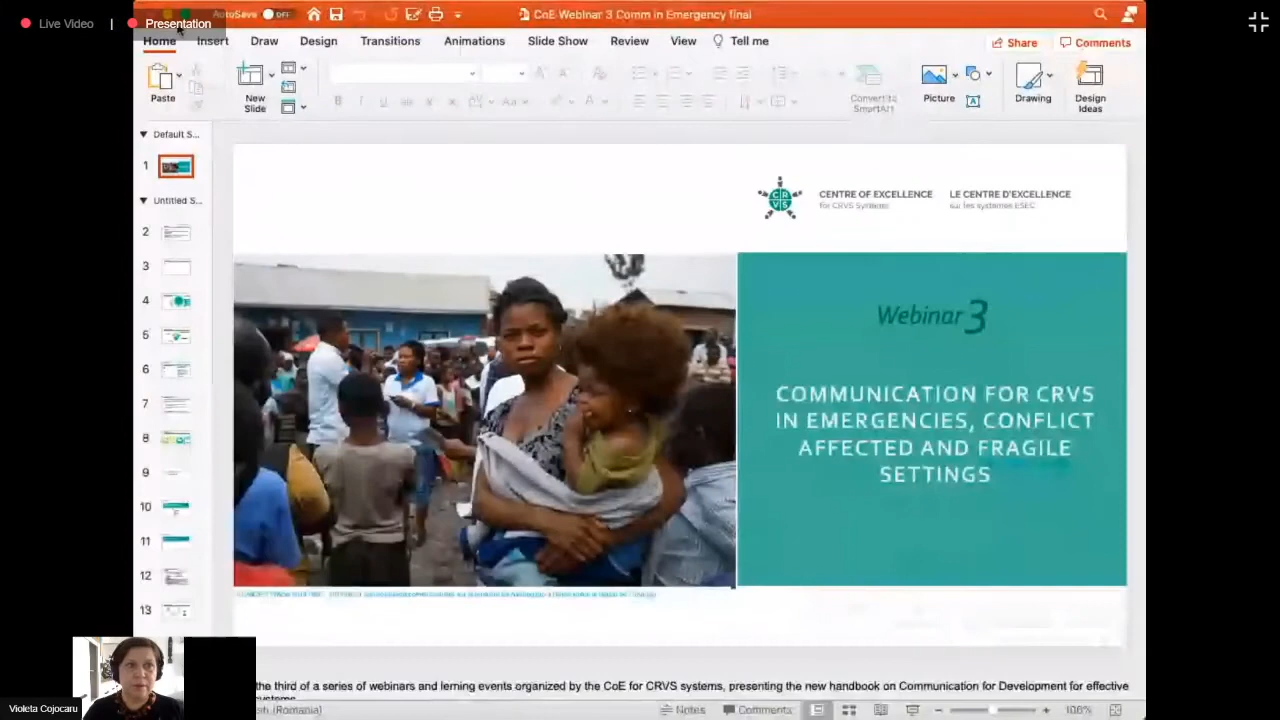 Live Video | Presentation
AutoSave OFF
CoE Webinar 3 Comm in Emergency final
Home Insert Draw Design Transitions Animations Slide Show Review View Tell me
Share Comments
Paste
New Slide
Convert to SmartArt
Picture
Drawing
Design Ideas
Default S...
1
Untitled S...
2
3
4
5
6
7
8
9
10
11
12
13
CRVS
CENTRE OF EXCELLENCE
for CRVS Systems
LE CENTRE D'EXCELLENCE
sur les systèmes ESEC
Webinar 3
COMMUNICATION FOR CRVS
IN EMERGENCIES, CONFLICT
AFFECTED AND FRAGILE
SETTINGS
the third of a series of webinars and lerning events organized by the CoE for CRVS systems, presenting the new handbook on Communication for Development for effective
systems
Violeta Cojocaru
(Romania)
Notes
Comments